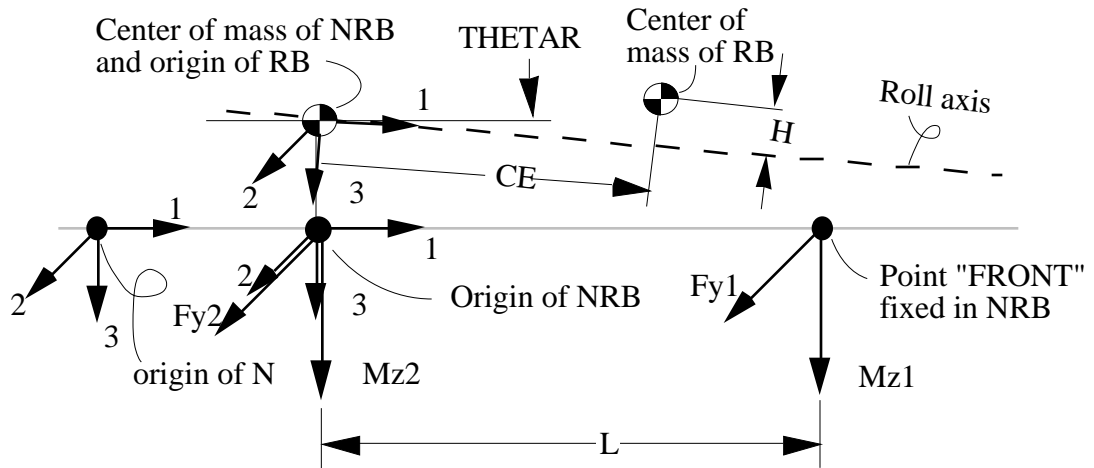 Center of mass of NRB
and origin of RB
THETAR
Center of
mass of RB
1
Roll axis
H
2
3
CE
1
2
3
origin of N
1
2
3
Origin of NRB
Fy2
Mz2
Fy1
Mz1
Point "FRONT"
fixed in NRB
L